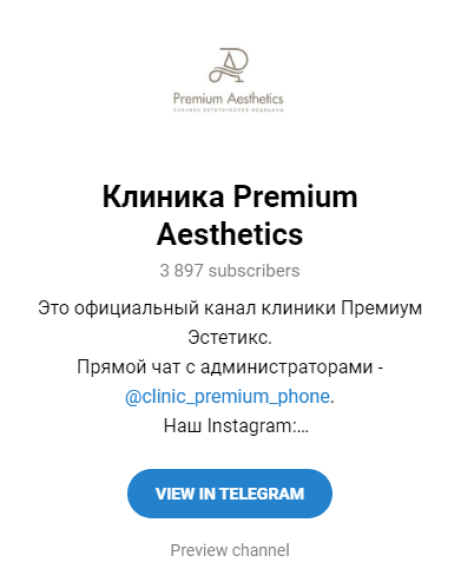 Premium Aesthetics
КЛИНИКА ЭСТЕТИЧЕСКОЙ МЕДИЦИНЫ
Клиника Premium
Aesthetics
3 897 subscribers
Это официальный канал клиники Премиум
Эстетикс.
Прямой чат с администраторами -
@clinic_premium_phone.
Наш Instagram:...
VIEW IN TELEGRAM
Preview channel